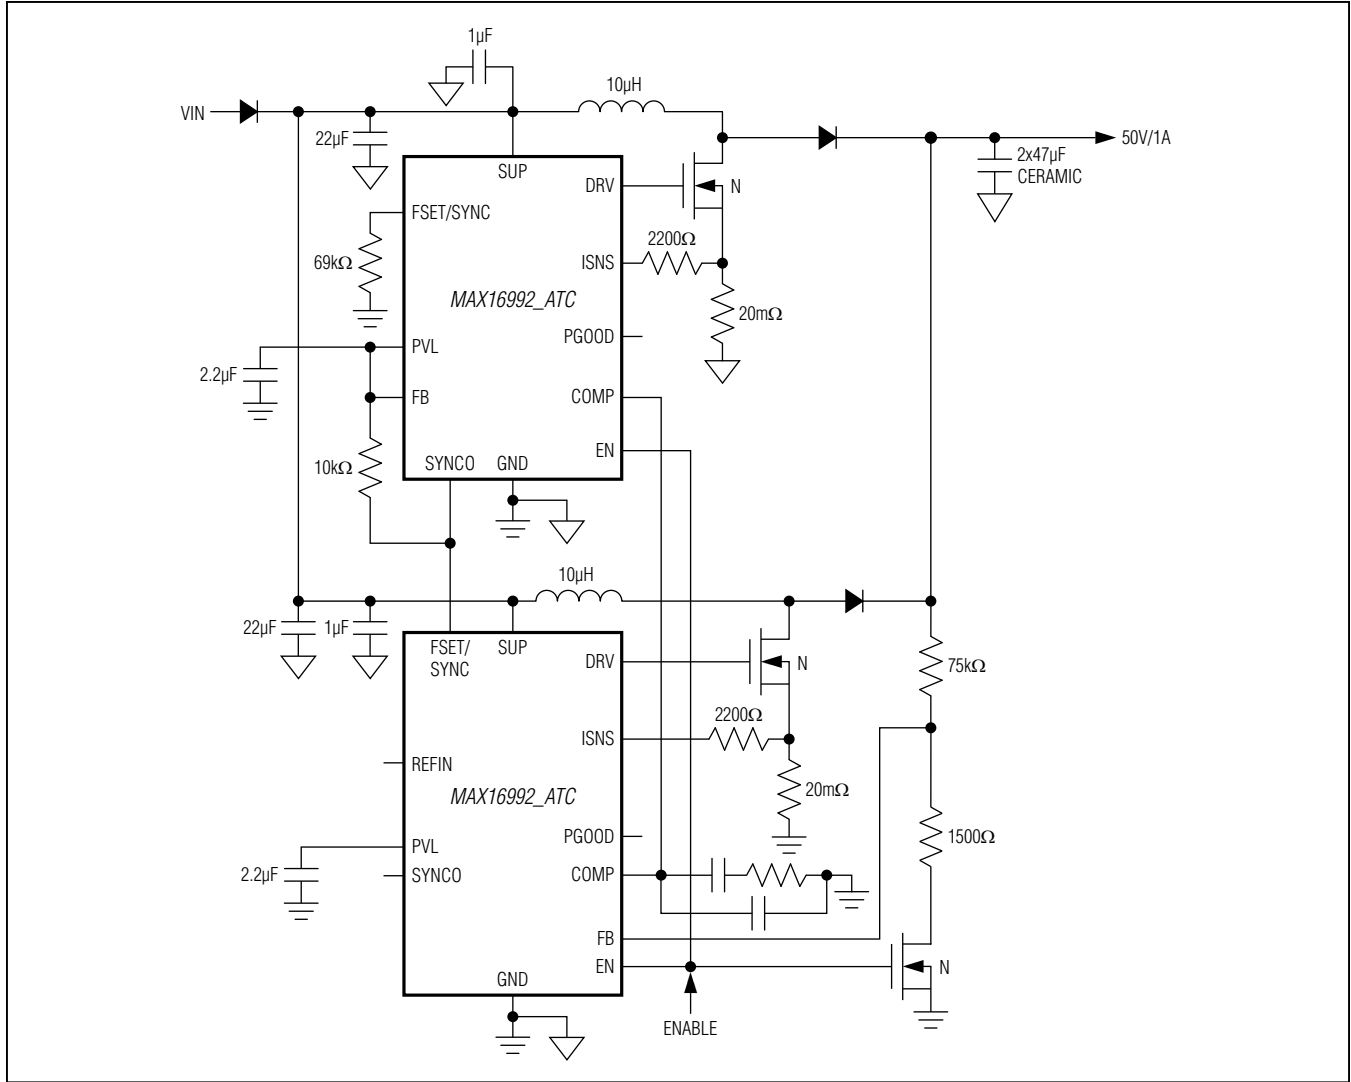 1µF
10µH
VIN
22µF
50V/1A
2x47µF
CERAMIC
SUP
DRV
N
FSET/SYNC
2200Ω
69kΩ
ISNS
MAX16992_ATC
20mΩ
PGOOD
PVL
2.2µF
FB
COMP
EN
10kΩ
SYNCO
GND
10µH
22µF
1µF
FSET/
SYNC
SUP
DRV
N
75kΩ
2200Ω
ISNS
REFIN
MAX16992_ATC
20mΩ
PGOOD
1500Ω
PVL
2.2µF
SYNCO
COMP
FB
EN
N
GND
ENABLE